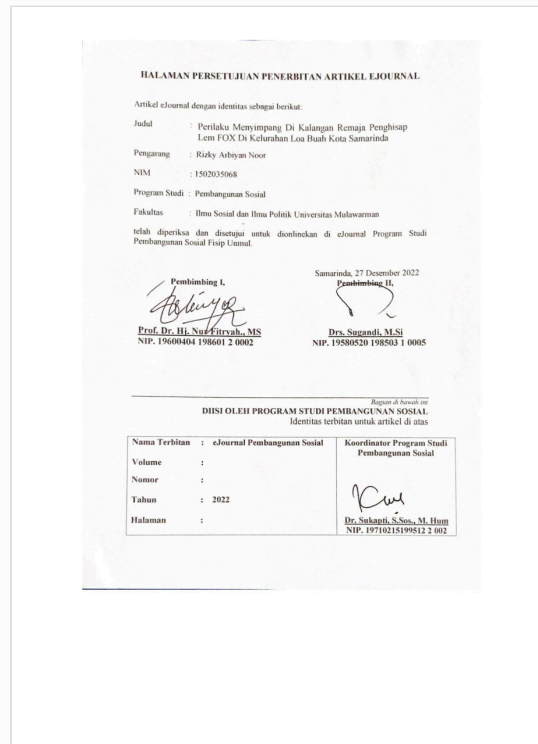 HALAMAN PERSETUJUAN PENERBITAN ARTIKEL EJOURNAL
Artikel eJournal dengan identitas sebagai berikut:
Judul : Perilaku Menyimpang Di Kalangan Remaja Penghisap
Lem FOX Di Kelurahan Loa Buah Kota Samarinda
Pengarang : Rizky Arbiyan Noor
NIM : 1502035068
Program Studi : Pembangunan Sosial
Fakultas : Ilmu Sosial dan Ilmu Politik Universitas Mulawarman
telah diperiksa dan disetujui untuk dionlinekan di eJournal Program Studi
Pembangunan Sosial Fisip Unmul.
Samarinda, 27 Desember 2022
Pembimbing I, Pembimbing II,
Prof. Dr. Hj. Nur Fitryah., MS Drs. Sugandi, M.Si
NIP. 19600404 198601 2 0002 NIP. 19580520 198503 1 0005
Bagian di bawah ini
DIISI OLEH PROGRAM STUDI PEMBANGUNAN SOSIAL
Identitas terbitan untuk artikel di atas
Nama Terbitan : eJournal Pembangunan Sosial
Volume :
Nomor :
Tahun : 2022
Halaman :
Koordinator Program Studi
Pembangunan Sosial
Dr. Sukapti, S.Sos., M. Hum
NIP. 19710215199512 2 002